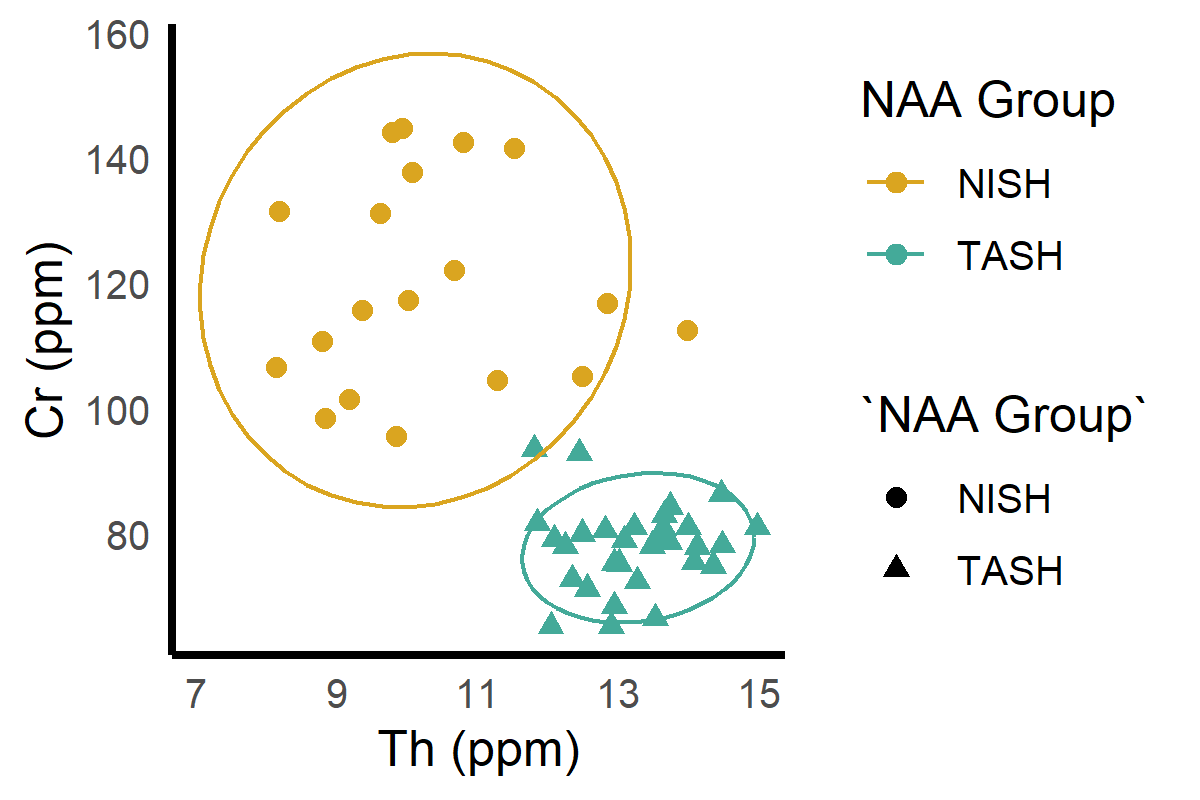 160
140
120
100
80
Cr (ppm)
7 9 11 13 15
Th (ppm)
NAA Group
NISH
TASH
`NAA Group`
NISH
TASH